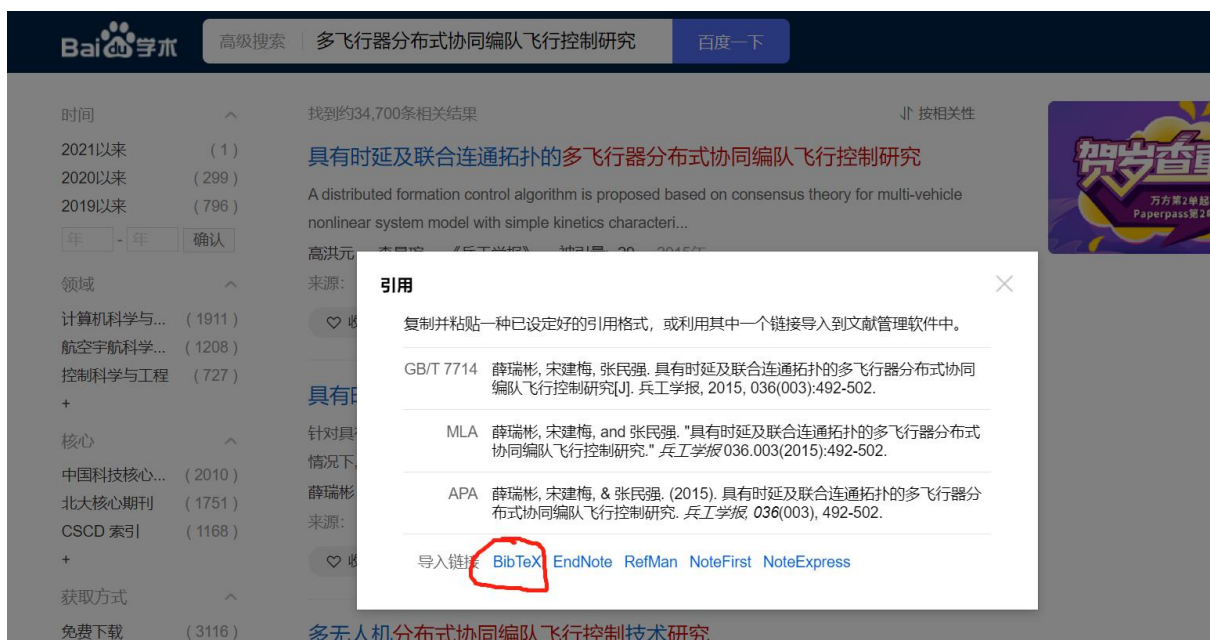 Bai du 学术
高级搜索
多飞行器分布式协同编队飞行控制研究
百度一下
时间
2021以来 (1)
2020以来 (299)
2019以来 (796)
年 - 年 确认
领域
计算机科学与... (1911)
航空宇航科学... (1208)
控制科学与工程 (727)
+
核心
中国科技核心... (2010)
北大核心期刊 (1751)
CSCD 索引 (1168)
+
获取方式
免费下载 (3116)
找到约34,700条相关结果
按相关性
具有时延及联合连通拓扑的多飞行器分布式协同编队飞行控制研究
A distributed formation control algorithm is proposed based on consensus theory for multi-vehicle
nonlinear system model with simple kinetics characteri...
高洪元
来源:
收
具有
针对具
情况下,
薛瑞彬
来源:
收
多无人机分布式协同编队飞行控制技术研究
引用
复制并粘贴一种已设定好的引用格式，或利用其中一个链接导入到文献管理软件中。
GB/T 7714 薛瑞彬, 宋建梅, 张民强. 具有时延及联合连通拓扑的多飞行器分布式协同
编队飞行控制研究[J]. 兵工学报, 2015, 036(003):492-502.
MLA 薛瑞彬, 宋建梅, and 张民强. "具有时延及联合连通拓扑的多飞行器分布式
协同编队飞行控制研究." 兵工学报 036.003(2015):492-502.
APA 薛瑞彬, 宋建梅, & 张民强. (2015). 具有时延及联合连通拓扑的多飞行器分
布式协同编队飞行控制研究. 兵工学报, 036(003), 492-502.
导入链接 BibTeX EndNote RefMan NoteFirst NoteExpress
贺岁查重
万方第2单起
Paperpass第2